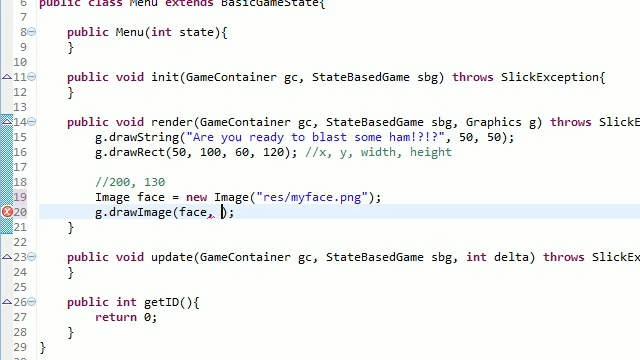 6 public class Menu extends BasicGameState{
7
8 public Menu(int state){
9 }
10
11 public void init(GameContainer gc, StateBasedGame sbg) throws SlickException{
12 }
13
14 public void render(GameContainer gc, StateBasedGame sbg, Graphics g) throws SlickEx
15 g.drawString("Are you ready to blast some ham!?!?", 50, 50);
16 g.drawRect(50, 100, 60, 120); //x, y, width, height
17
18 //200, 130
19 Image face = new Image("res/myface.png");
20 g.drawImage(face, );
21 }
22
23 public void update(GameContainer gc, StateBasedGame sbg, int delta) throws SlickEx
24 }
25
26 public int getID(){
27 return 0;
28 }
29 }